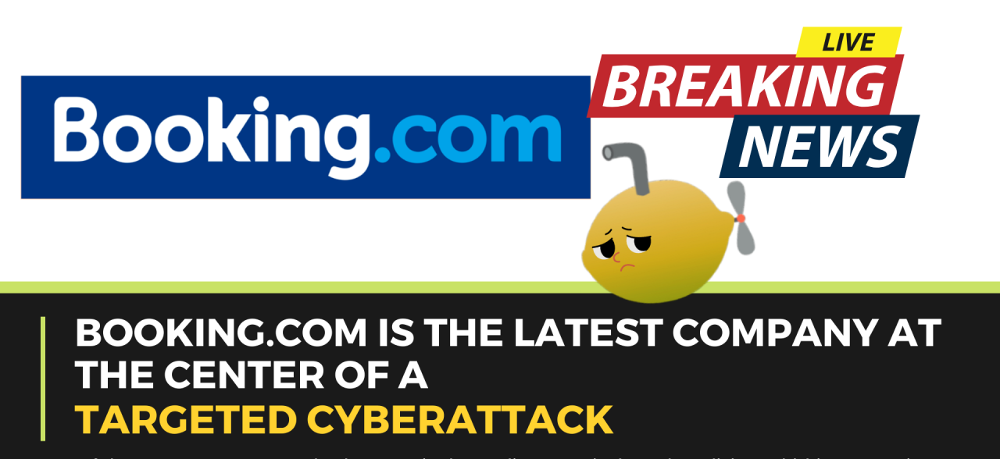 LIVE
BREAKING
NEWS
Booking.com
BOOKING.COM IS THE LATEST COMPANY AT
THE CENTER OF A
TARGETED CYBERATTACK